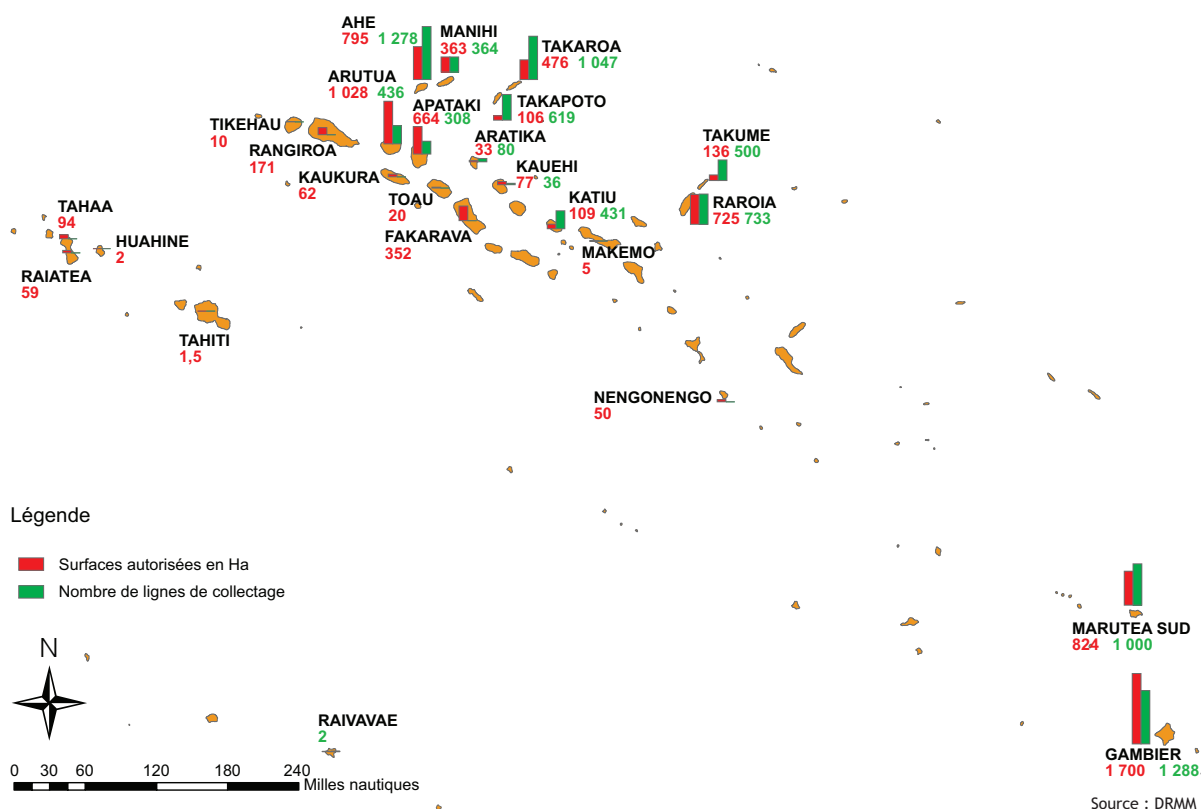 AHE
795 1 278
MANIHI
363 364
TAKAROA
476 1 047
ARUTUA
1 028 436
APATAKI
664 308
TAKAPOTO
106 619
TIKEHAU
10
RANGIROA
171
ARATIKA
33 80
TAKUME
136 500
KAUKURA
62
KAUEHI
77 36
TOAU
20
KATIU
109 431
RAROIA
725 733
TAHAA
94
HUAHINE
2
FAKARAVA
352
MAKEMO
5
RAIATEA
59
TAHITI
1,5
NENGONENGO
50
Légende
Surfaces autorisées en Ha
Nombre de lignes de collectage
MARUTEA SUD
824 1 000
N
RAIVAVAE
2
GAMBIER
1 700 1 288
0 30 60 120 180 240
Milles nautiques
Source : DRMM